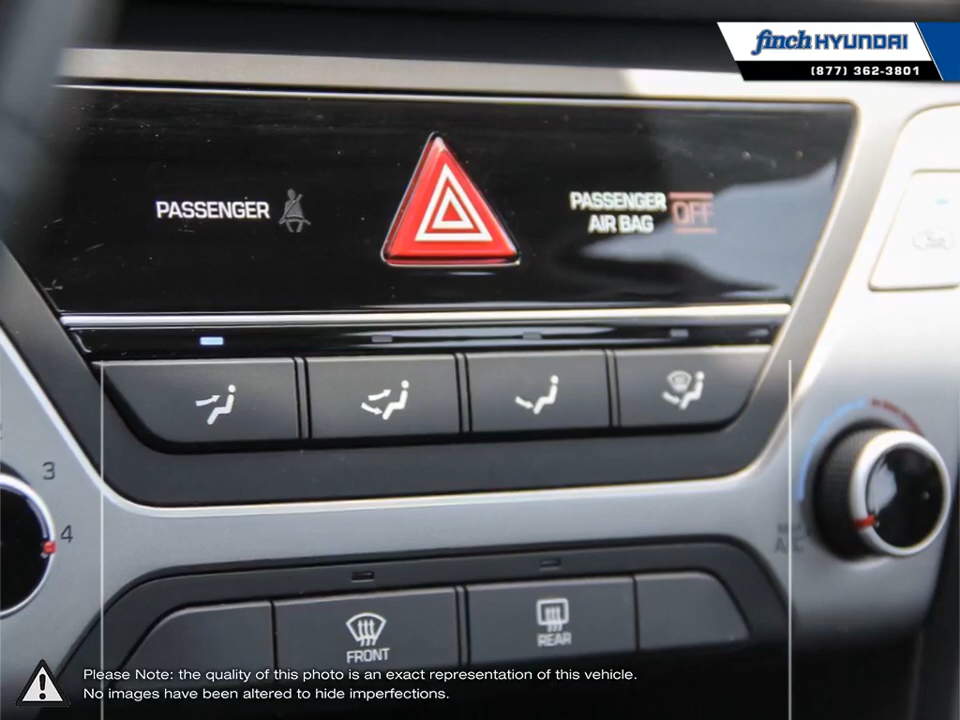 finch HYUNDAI
(877) 362-3801
PASSENGER
PASSENGER OFF
AIR BAG
3
4
FRONT
REAR
Please Note: the quality of this photo is an exact representation of this vehicle.
No images have been altered to hide imperfections.